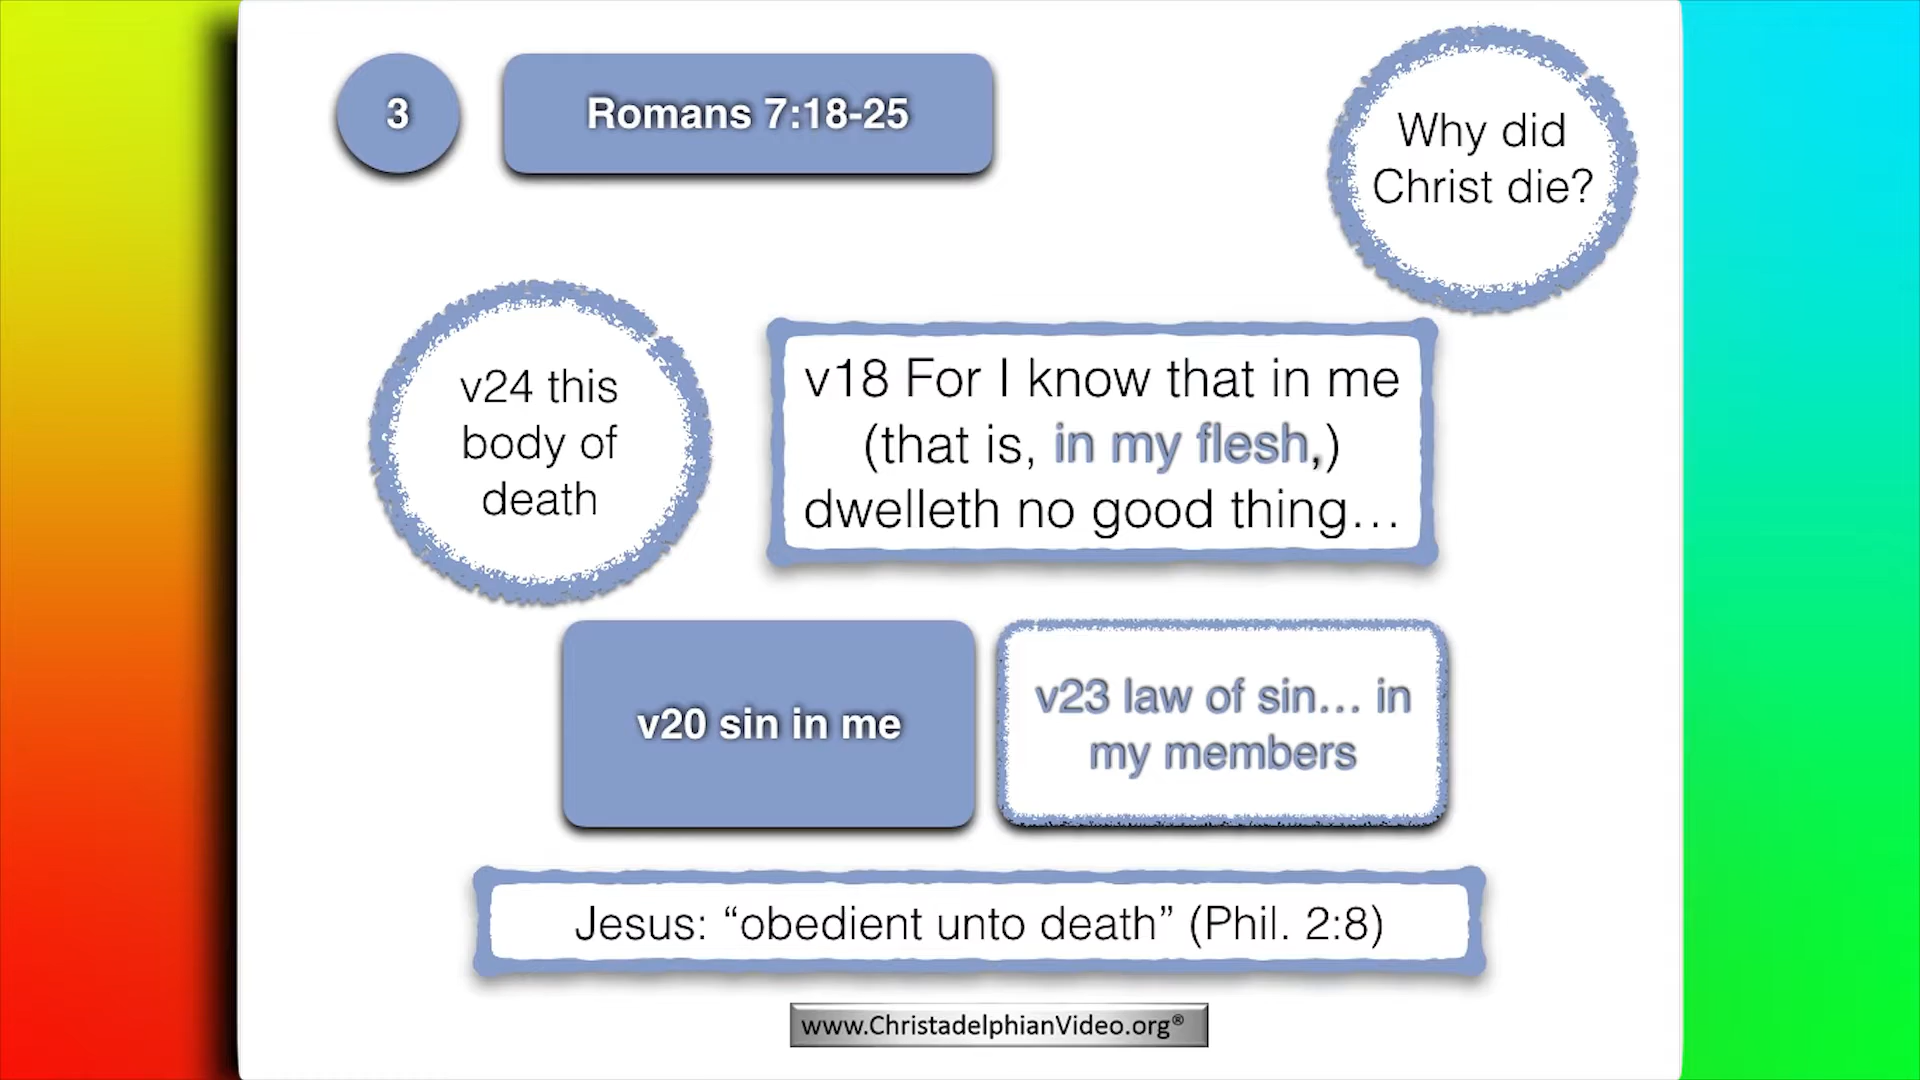 3
Romans 7:18-25
Why did
Christ die?
v24 this
body of
death
v18 For I know that in me
(that is, in my flesh,)
dwelleth no good thing…
v20 sin in me
v23 law of sin… in
my members
Jesus: “obedient unto death” (Phil. 2:8)
www.ChristadelphianVideo.org®